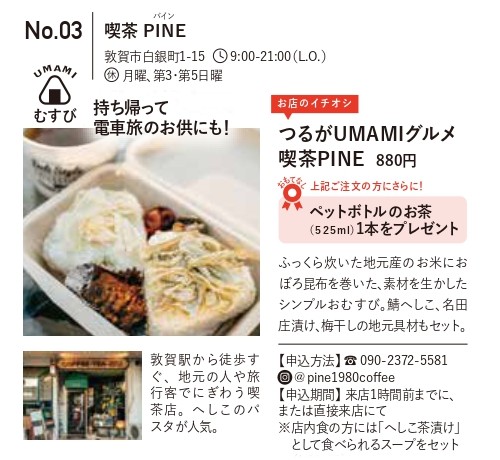 No.03
喫茶 PINE
パイン
敦賀市白銀町1-15 9:00-21:00(L.O.)
休 月曜、第3・第5日曜
UMAMI
むすび
持ち帰って
電車旅のお供にも!
お店のイチオシ
つるがUMAMIグルメ
喫茶PINE 880円
おもてなし
上記ご注文の方にさらに!
ペットボトルのお茶
(525ml)1本をプレゼント
ふっくら炊いた地元産のお米にお
ぼろ昆布を巻いた、素材を生かした
シンプルおむすび。鯖へしこ、名田
庄漬け、梅干しの地元具材もセット。
敦賀駅から徒歩す
ぐ、地元の人や旅
行客でにぎわう喫
茶店。へしこのパ
スタが人気。
【申込方法】☎090-2372-5581
@pine1980coffee
【申込期間】来店1時間前までに、
または直接来店にて
※店内食の方には「へしこ茶漬け」
として食べられるスープをセット